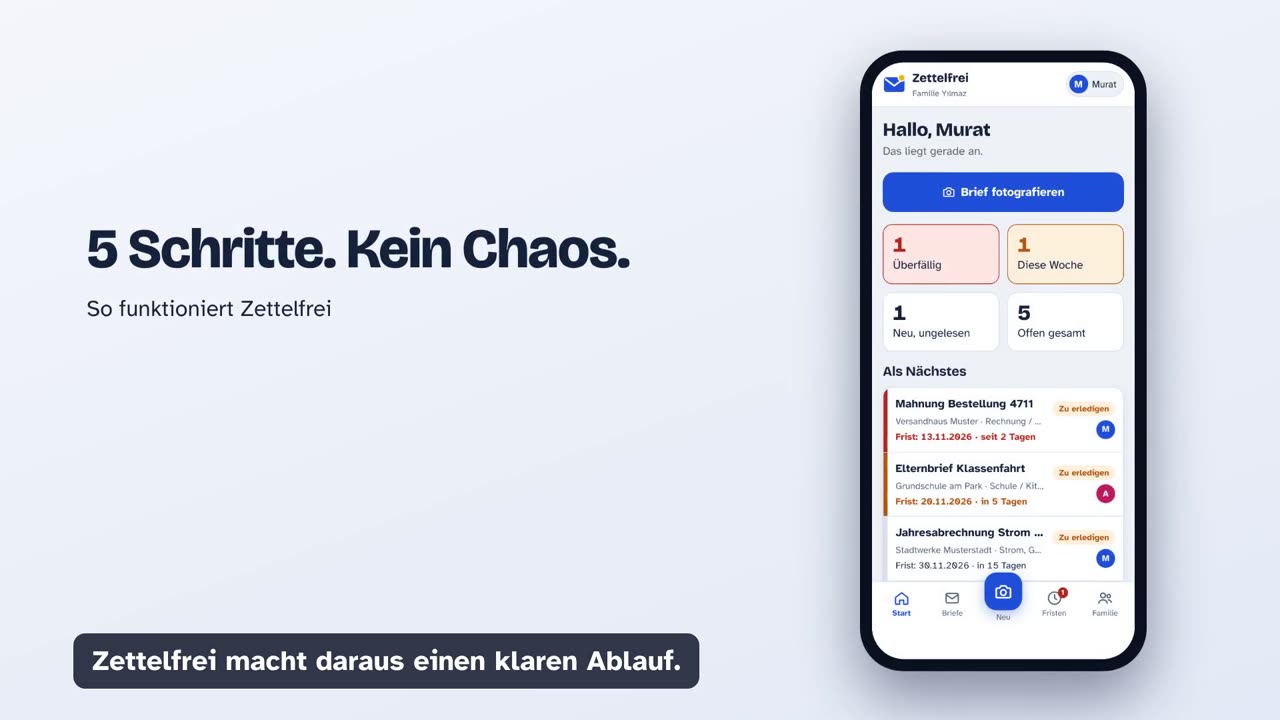 5 Schritte. Kein Chaos.
So funktioniert Zettelfrei
Zettelfrei macht daraus einen klaren Ablauf.
Zettelfrei
Familie Yılmaz
M Murat
Hallo, Murat
Das liegt gerade an.
Brief fotografieren
1
Überfällig
1
Diese Woche
1
Neu, ungelesen
5
Offen gesamt
Als Nächstes
Mahnung Bestellung 4711
Zu erledigen
Versandhaus Muster · Rechnung / ...
M
Frist: 13.11.2026 · seit 2 Tagen
Elternbrief Klassenfahrt
Zu erledigen
Grundschule am Park · Schule / Kit...
A
Frist: 20.11.2026 · in 5 Tagen
Jahresabrechnung Strom ...
Zu erledigen
Stadtwerke Musterstadt · Strom, G...
M
Frist: 30.11.2026 · in 15 Tagen
Start
Briefe
Neu
1
Fristen
Familie